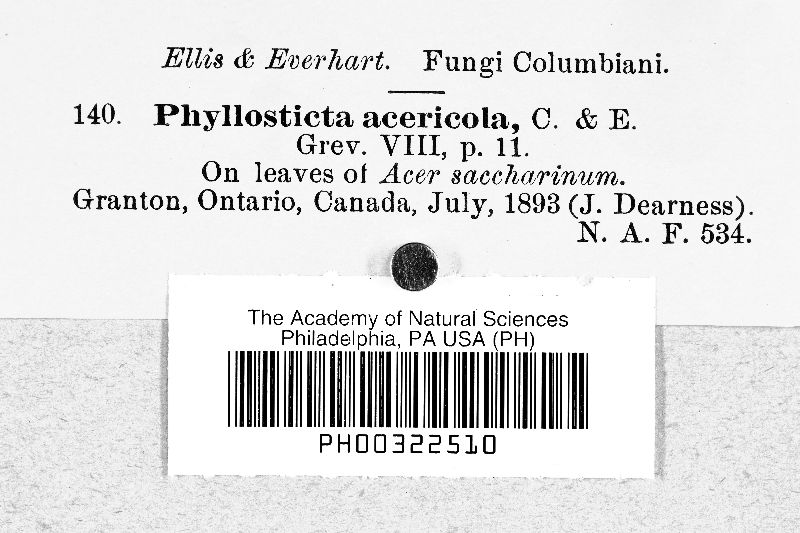 Ellis & Everhart. Fungi Columbiani.
140. Phyllosticta acericola, C. & E.
Grev. VIII, p. 11.
On leaves of Acer saccharinum.
Granton, Ontario, Canada, July, 1893 (J. Dearness).
N. A. F. 534.
The Academy of Natural Sciences
Philadelphia, PA USA (PH)
PH00322510